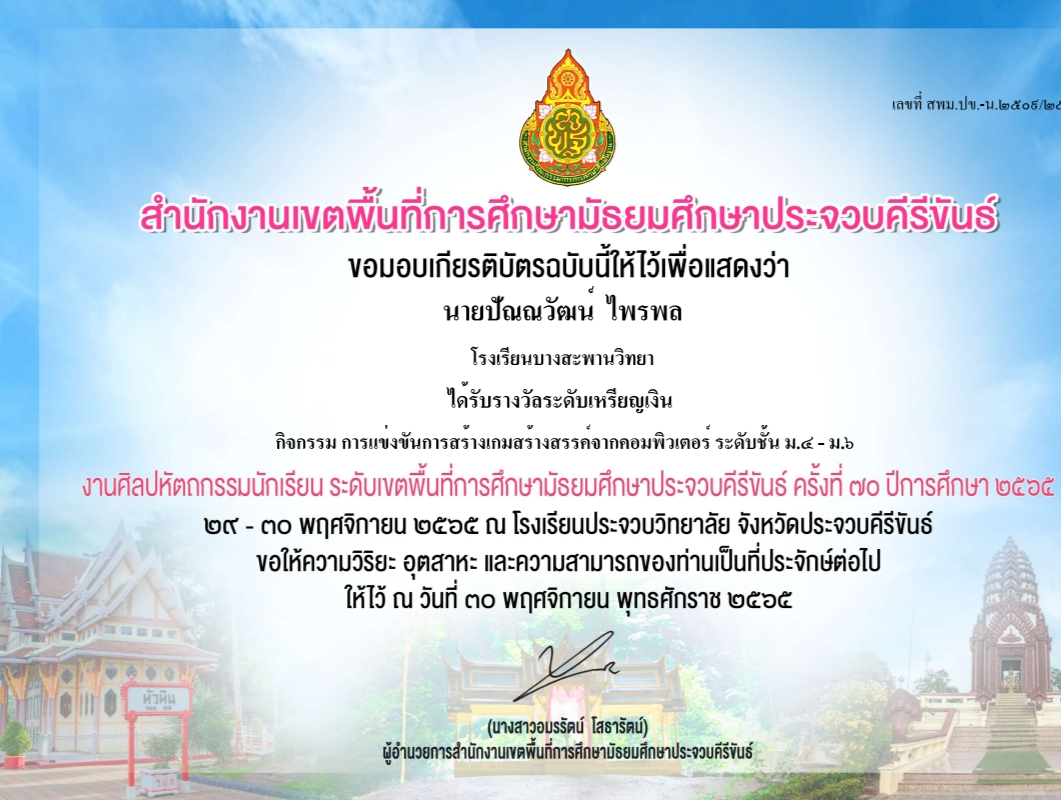 เลขที่ สพม.ปข.-น.๒๕๐๙/๒๕
สำนักงานเขตพื้นที่การศึกษามัธยมศึกษาประจวบคีรีขันธ์
ขอมอบเกียรติบัตรฉบับนี้ให้ไว้เพื่อแสดงว่า
นายปัณณวัฒน์ ไพรพล
โรงเรียนบางสะพานวิทยา
ได้รับรางวัลระดับเหรียญเงิน
กิจกรรม การแข่งขันการสร้างเกมสร้างสรรค์จากคอมพิวเตอร์ ระดับชั้น ม.๔ - ม.๖
งานศิลปหัตถกรรมนักเรียน ระดับเขตพื้นที่การศึกษามัธยมศึกษาประจวบคีรีขันธ์ ครั้งที่ ๗๐ ปีการศึกษา ๒๕๖๕
๒๙ - ๓๐ พฤศจิกายน ๒๕๖๕ ณ โรงเรียนประจวบวิทยาลัย จังหวัดประจวบคีรีขันธ์
ขอให้ความวิริยะ อุตสาหะ และความสามารถของท่านเป็นที่ประจักษ์ต่อไป
ให้ไว้ ณ วันที่ ๓๐ พฤศจิกายน พุทธศักราช ๒๕๖๕
หัวหิน
(นางสาวอมรรัตน์ โสธารัตน์)
ผู้อำนวยการสำนักงานเขตพื้นที่การศึกษามัธยมศึกษาประจวบคีรีขันธ์